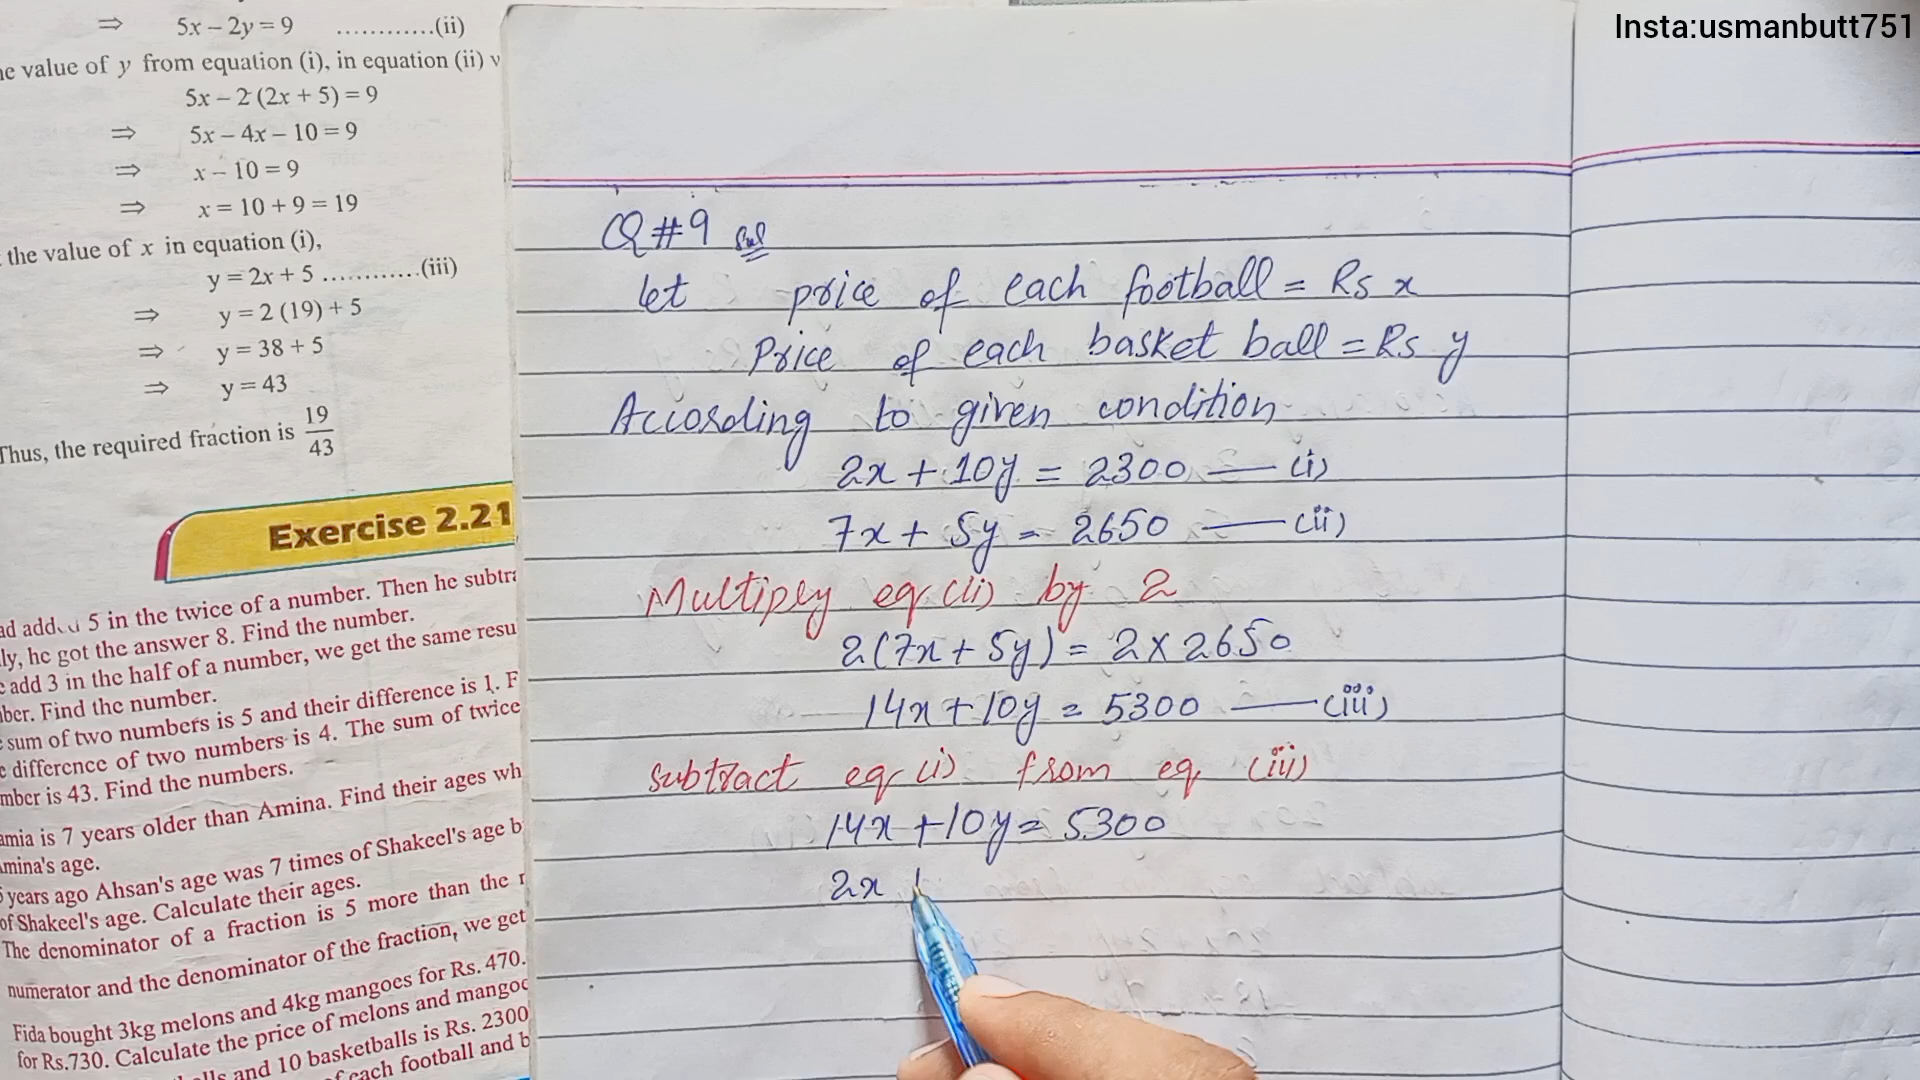 Insta:usmanbutt751
⇒ 5x – 2y = 9 ............(ii)
value of y from equation (i), in equation (ii)
5x – 2 (2x + 5) = 9
⇒ 5x – 4x – 10 = 9
⇒ x – 10 = 9
⇒ x = 10 + 9 = 19
the value of x in equation (i),
y = 2x + 5 ............(iii)
⇒ y = 2 (19) + 5
⇒ y = 38 + 5
⇒ y = 43
Thus, the required fraction is 19/43
Exercise 2.21
5 in the twice of a number. Then he
he got the answer 8. Find the number.
add 3 in the half of a number, we get the same
Find the number.
sum of two numbers is 5 and their difference is 1.
difference of two numbers is 4. The sum of twice
is 43. Find the numbers.
is 7 years older than Amina. Find their ages
age.
years ago Ahsan's age was 7 times of Shakeel's age
of Shakeel's age. Calculate their ages.
The denominator of a fraction is 5 more than the
numerator and the denominator of the fraction, we get
Fida bought 3kg melons and 4kg mangoes for Rs. 470.
for Rs.730. Calculate the price of melons and
and 10 basketballs is Rs. 2300
each football and
Q #9 Sol
let price of each football = Rs x
Price of each basket ball = Rs y
According to given condition
2x + 10y = 2300 — (i)
7x + 5y = 2650 — (ii)
Multiply eq (ii) by 2
2(7x + 5y) = 2 × 2650
14x + 10y = 5300 — (iii)
subtract eq (i) from eq (iii)
14x + 10y = 5300
2x